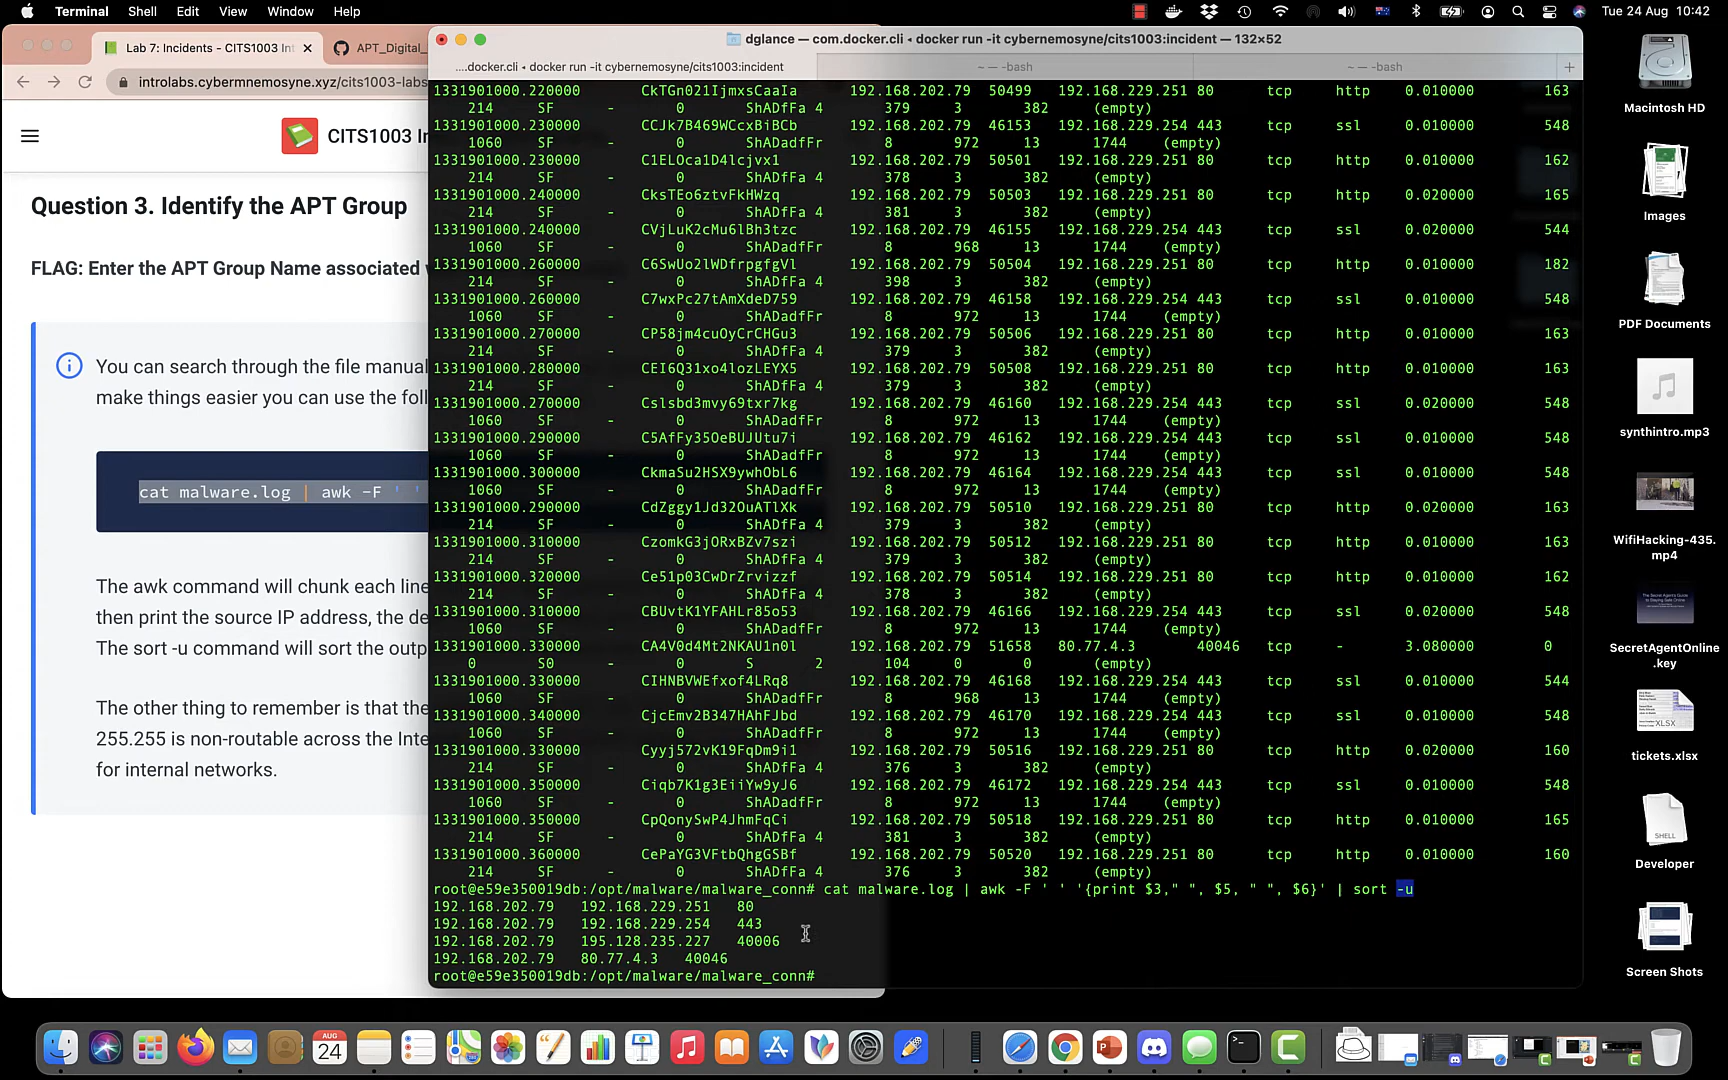 Terminal Shell Edit View Window Help Tue 24 Aug 10:42
Lab 7: Incidents - CITS1003 Int
APT_Digital_
introlabs.cybermnemosyne.xyz/cits1003-labs
CITS1003 In
Question 3. Identify the APT Group
FLAG: Enter the APT Group Name associated
You can search through the file manual
make things easier you can use the foll
cat malware.log | awk -F ' '
The awk command will chunk each line
then print the source IP address, the de
The sort -u command will sort the outp
The other thing to remember is that the
255.255 is non-routable across the Inte
for internal networks.
dglance — com.docker.cli ◂ docker run -it cybernemosyne/cits1003:incident — 132×52
....docker.cli ◂ docker run -it cybernemosyne/cits1003:incident
~ — -bash
~ — -bash
1331901000.220000 CkTGn021IjmxsCaaIa 192.168.202.79 50499 192.168.229.251 80 tcp http 0.010000 163
214 SF - 0 ShADfFa 4 379 3 382 (empty)
1331901000.230000 CCJk7B469WCcxBiBCb 192.168.202.79 46153 192.168.229.254 443 tcp ssl 0.010000 548
1060 SF - 0 ShADadfFr 8 972 13 1744 (empty)
1331901000.230000 C1ELOca1D4lcjvx1 192.168.202.79 50501 192.168.229.251 80 tcp http 0.010000 162
214 SF - 0 ShADfFa 4 378 3 382 (empty)
1331901000.240000 CksTEo6ztvFkHWzq 192.168.202.79 50503 192.168.229.251 80 tcp http 0.020000 165
214 SF - 0 ShADfFa 4 381 3 382 (empty)
1331901000.240000 CVjLuK2cMu6lBh3tzc 192.168.202.79 46155 192.168.229.254 443 tcp ssl 0.020000 544
1060 SF - 0 ShADadfFr 8 968 13 1744 (empty)
1331901000.260000 C6SwUo2lWDfrpgfgVl 192.168.202.79 50504 192.168.229.251 80 tcp http 0.010000 182
214 SF - 0 ShADfFa 4 398 3 382 (empty)
1331901000.260000 C7wxPc27tAmXdeD759 192.168.202.79 46158 192.168.229.254 443 tcp ssl 0.010000 548
1060 SF - 0 ShADadfFr 8 972 13 1744 (empty)
1331901000.270000 CP58jm4cuOyCrCHGu3 192.168.202.79 50506 192.168.229.251 80 tcp http 0.010000 163
214 SF - 0 ShADfFa 4 379 3 382 (empty)
1331901000.280000 CEI6Q31xo4lozLEYX5 192.168.202.79 50508 192.168.229.251 80 tcp http 0.010000 163
214 SF - 0 ShADfFa 4 379 3 382 (empty)
1331901000.270000 Cslsbd3mvy69txr7kg 192.168.202.79 46160 192.168.229.254 443 tcp ssl 0.020000 548
1060 SF - 0 ShADadfFr 8 972 13 1744 (empty)
1331901000.290000 C5AfFy35OeBUJUtu7i 192.168.202.79 46162 192.168.229.254 443 tcp ssl 0.010000 548
1060 SF - 0 ShADadfFr 8 972 13 1744 (empty)
1331901000.300000 CkmaSu2HSX9ywhObL6 192.168.202.79 46164 192.168.229.254 443 tcp ssl 0.010000 548
1060 SF - 0 ShADadfFr 8 972 13 1744 (empty)
1331901000.290000 CdZggy1Jd32OuATlXk 192.168.202.79 50510 192.168.229.251 80 tcp http 0.020000 163
214 SF - 0 ShADfFa 4 379 3 382 (empty)
1331901000.310000 CzomkG3jORxBZv7szi 192.168.202.79 50512 192.168.229.251 80 tcp http 0.010000 163
214 SF - 0 ShADfFa 4 379 3 382 (empty)
1331901000.320000 Ce51p03CwDrZrvizzf 192.168.202.79 50514 192.168.229.251 80 tcp http 0.010000 162
214 SF - 0 ShADfFa 4 378 3 382 (empty)
1331901000.310000 CBUvtK1YFAHLr85o53 192.168.202.79 46166 192.168.229.254 443 tcp ssl 0.020000 548
1060 SF - 0 ShADadfFr 8 972 13 1744 (empty)
1331901000.330000 CA4V0d4Mt2NKAU1n0l 192.168.202.79 51658 80.77.4.3 40046 tcp - 3.080000 0
0 S0 - 0 S 2 104 0 0 (empty)
1331901000.330000 CIHNBVWEfxof4LRq8 192.168.202.79 46168 192.168.229.254 443 tcp ssl 0.020000 544
1060 SF - 0 ShADadfFr 8 968 13 1744 (empty)
1331901000.340000 CjcEmv2B347HAhFJbd 192.168.202.79 46170 192.168.229.254 443 tcp ssl 0.010000 548
1060 SF - 0 ShADadfFr 8 972 13 1744 (empty)
1331901000.330000 Cyyj572vK19FqDm9i1 192.168.202.79 50516 192.168.229.251 80 tcp http 0.020000 160
214 SF - 0 ShADfFa 4 376 3 382 (empty)
1331901000.350000 Ciqb7K1g3EiiYw9yJ6 192.168.202.79 46172 192.168.229.254 443 tcp ssl 0.010000 548
1060 SF - 0 ShADadfFr 8 972 13 1744 (empty)
1331901000.350000 CpQonySwP4JhmFqCi 192.168.202.79 50518 192.168.229.251 80 tcp http 0.010000 165
214 SF - 0 ShADfFa 4 381 3 382 (empty)
1331901000.360000 CePaYG3VFtbQhgGSBf 192.168.202.79 50520 192.168.229.251 80 tcp http 0.010000 160
214 SF - 0 ShADfFa 4 376 3 382 (empty)
root@e59e350019db:/opt/malware/malware_conn# cat malware.log | awk -F ' ' '{print $3," ", $5, " ", $6}' | sort -u
192.168.202.79 192.168.229.251 80
192.168.202.79 192.168.229.254 443
192.168.202.79 195.128.235.227 40006
192.168.202.79 80.77.4.3 40046
root@e59e350019db:/opt/malware/malware_conn#
Macintosh HD
Images
PDF Documents
synthintro.mp3
WifiHacking-435.
mp4
SecretAgentOnline
.key
XLSX
tickets.xlsx
SHELL
Developer
Screen Shots
AUG
24